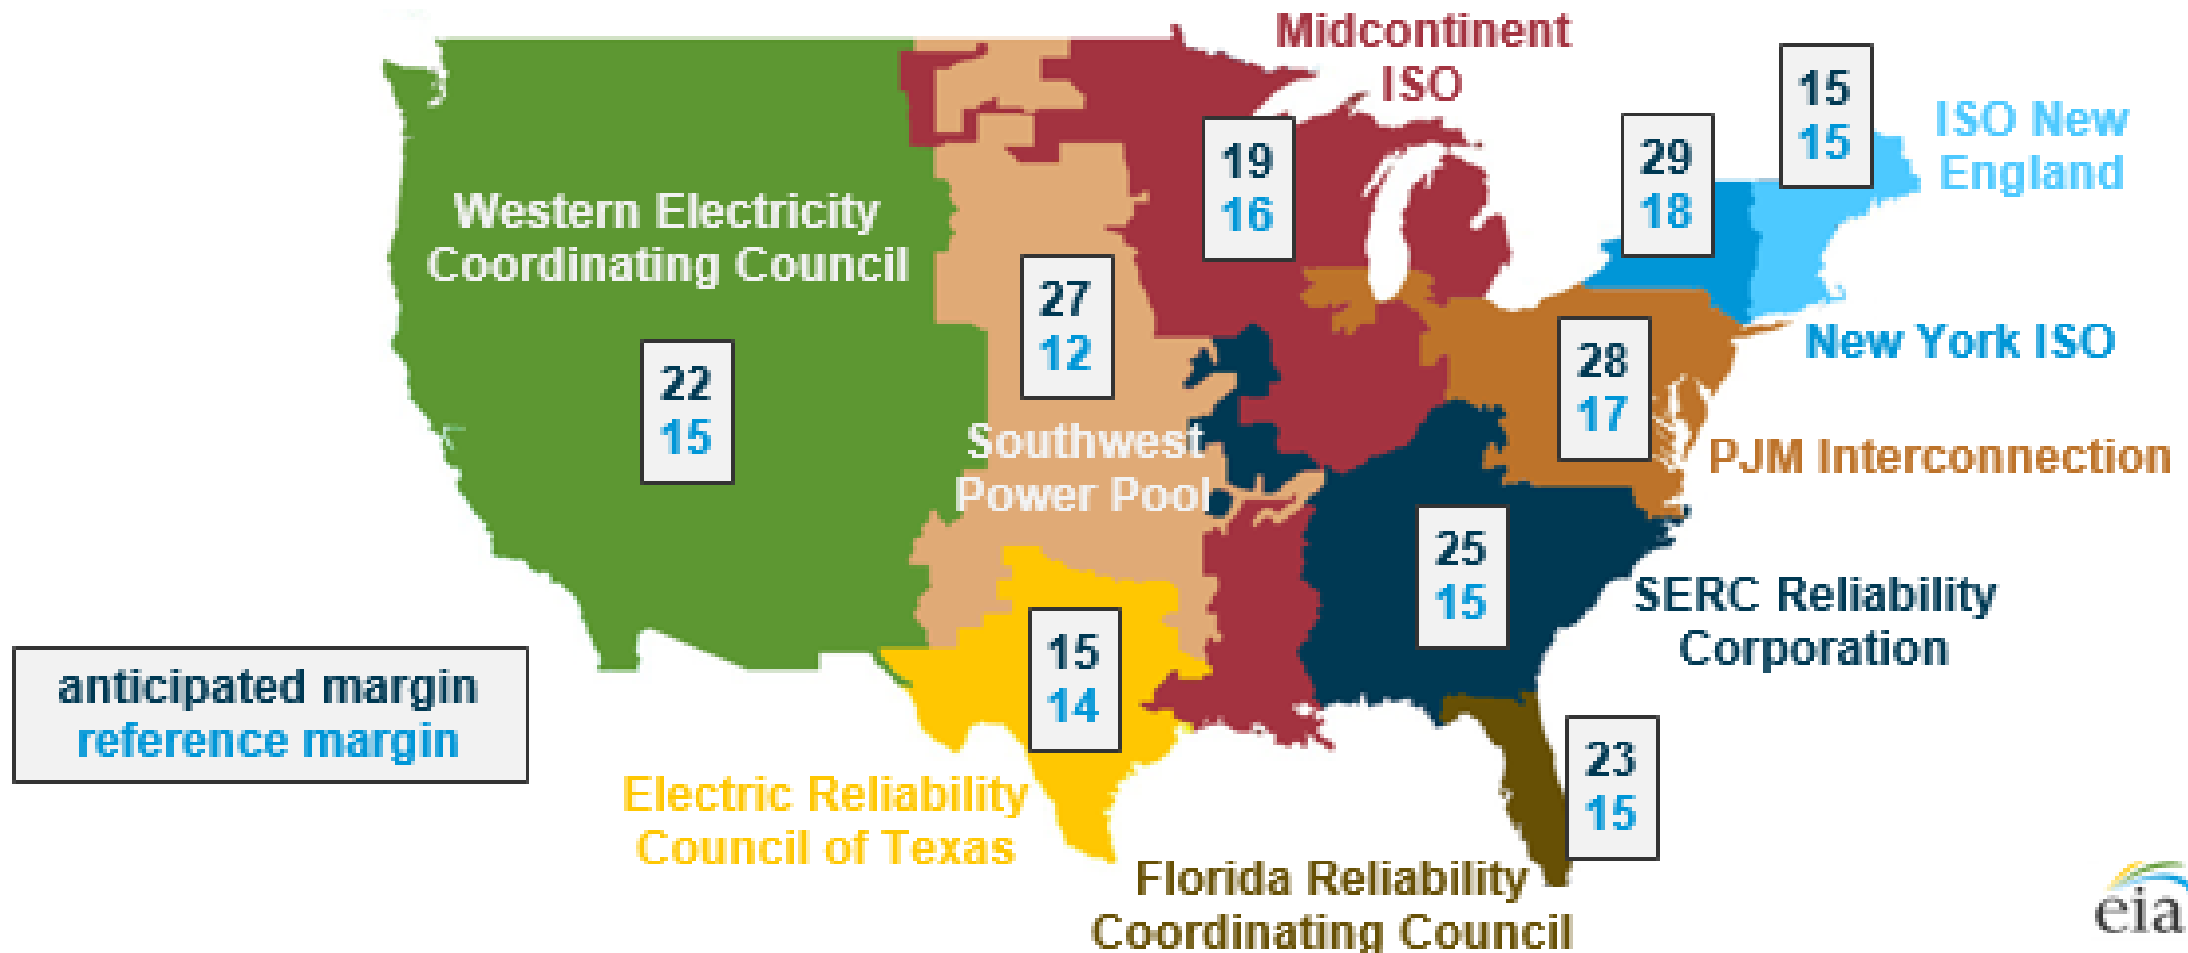 Midcontinent
ISO
15
15
ISO New
England
29
18
19
16
Western Electricity
Coordinating Council
27
12
New York ISO
28
17
22
15
Southwest
Power Pool
PJM Interconnection
25
15
SERC Reliability
Corporation
15
14
anticipated margin
reference margin
23
15
Electric Reliability
Council of Texas
Florida Reliability
Coordinating Council
eia